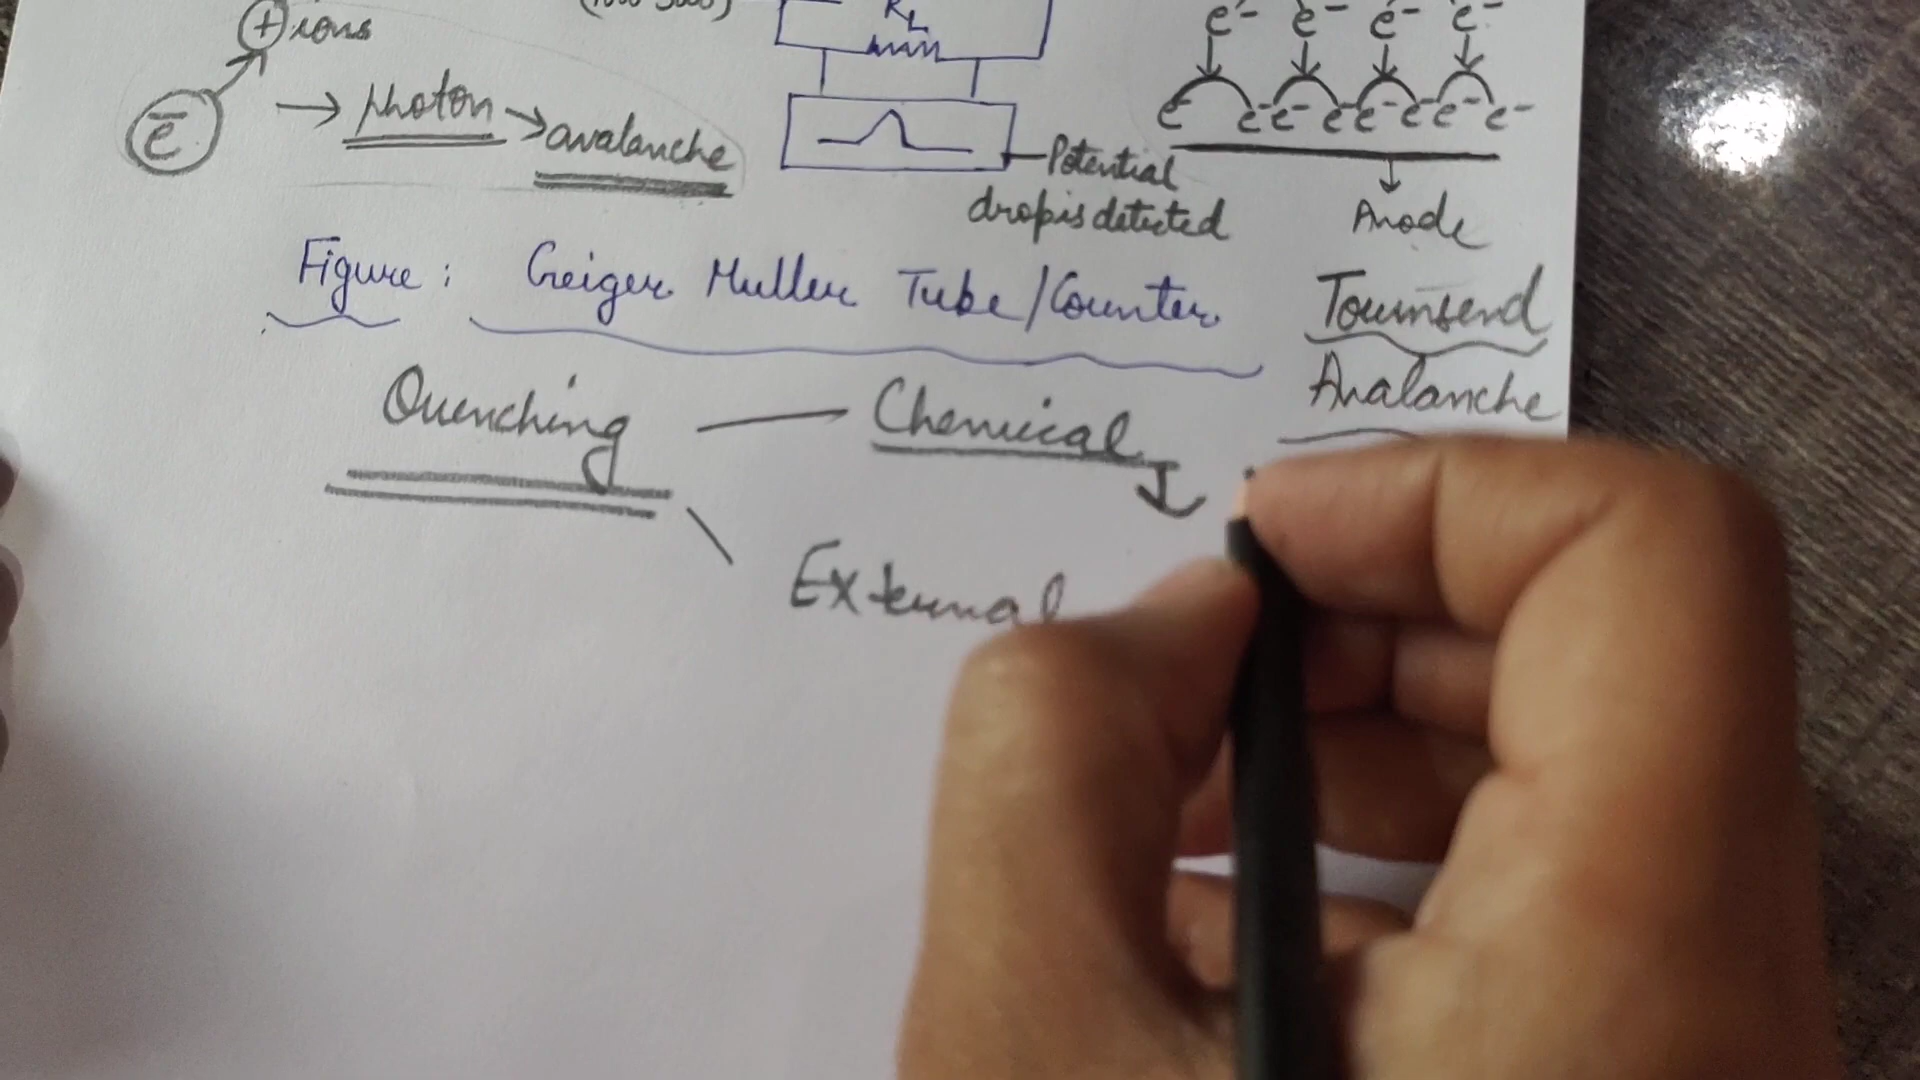 ⊕ions
R_L
e⁻ e⁻ e⁻ e⁻
e⁻ → photon → avalanche
e⁻ e⁻ e⁻ e⁻ e⁻ e⁻ e⁻ e⁻
Potential
drop is detected
Anode
Figure : Geiger Muller Tube/Counter
Townsend
Avalanche
Quenching — Chemical
External